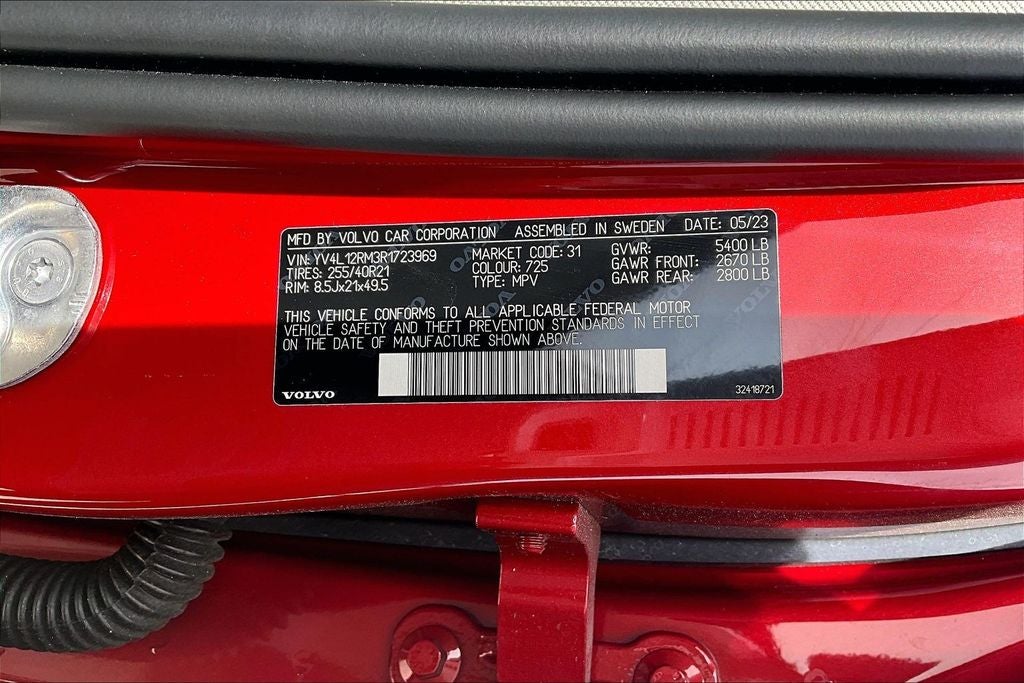 MFD BY VOLVO CAR CORPORATION ASSEMBLED IN SWEDEN DATE: 05/23
VIN: YV4L12RM3R1723969 MARKET CODE: 31 GVWR: 5400 LB
TIRES: 255/40R21 COLOUR: 725 GAWR FRONT: 2670 LB
RIM: 8.5Jx21x49.5 TYPE: MPV GAWR REAR: 2800 LB
THIS VEHICLE CONFORMS TO ALL APPLICABLE FEDERAL MOTOR
VEHICLE SAFETY AND THEFT PREVENTION STANDARDS IN EFFECT
ON THE DATE OF MANUFACTURE SHOWN ABOVE.
VOLVO 32418721